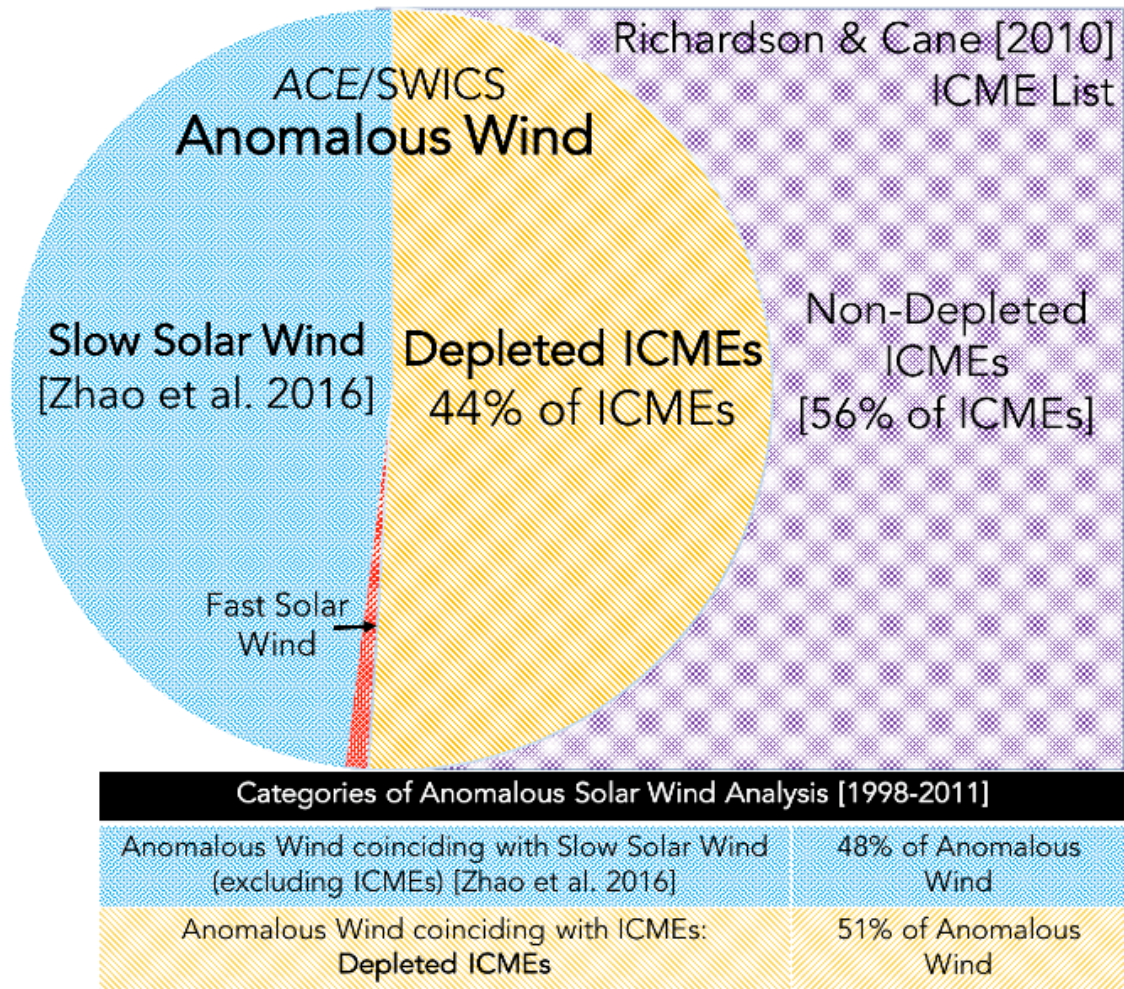 Richardson & Cane [2010]
ICME List
ACE/SWICS
Anomalous Wind
Slow Solar Wind
[Zhao et al. 2016]
Depleted ICMEs
44% of ICMEs
Non-Depleted
ICMEs
[56% of ICMEs]
Fast Solar
Wind
Categories of Anomalous Solar Wind Analysis [1998-2011]
Anomalous Wind coinciding with Slow Solar Wind
(excluding ICMEs) [Zhao et al. 2016]
48% of Anomalous
Wind
Anomalous Wind coinciding with ICMEs:
Depleted ICMEs
51% of Anomalous
Wind